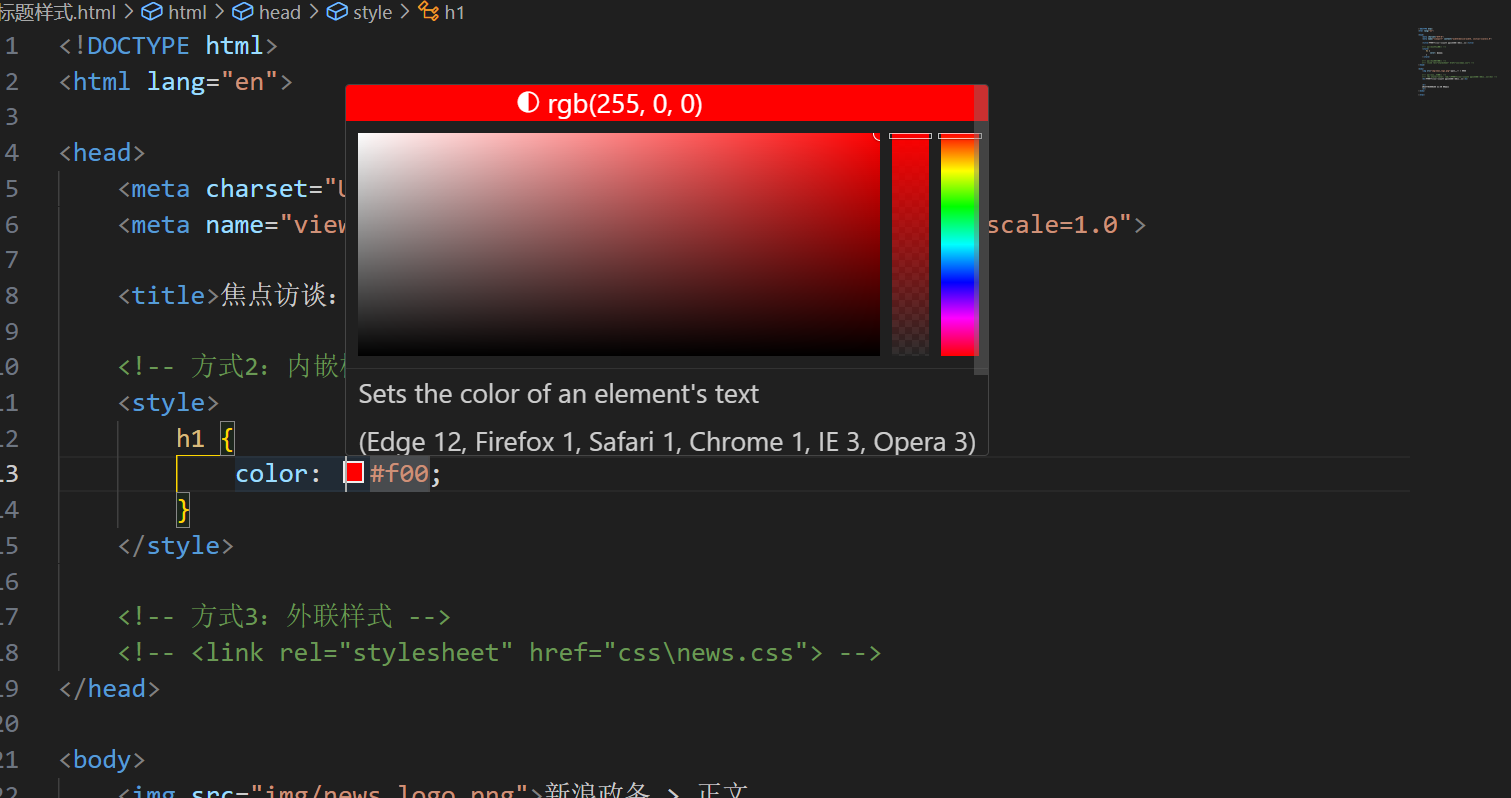 标题样式.html > html > head > style > h1
1 <!DOCTYPE html>
2 <html lang="en">
3
4 <head>
5 <meta charset="
6 <meta name="view scale=1.0">
7
8 <title>焦点访谈:
9
10 <!-- 方式2: 内嵌
11 <style>
12 h1 {
13 color: #f00;
14 }
15 </style>
16
17 <!-- 方式3: 外联样式 -->
18 <!-- <link rel="stylesheet" href="css\news.css"> -->
19 </head>
20
21 <body>
22 <img src="img/news_logo.png">新浪政务 > 正文
rgb(255, 0, 0)
Sets the color of an element's text
(Edge 12, Firefox 1, Safari 1, Chrome 1, IE 3, Opera 3)